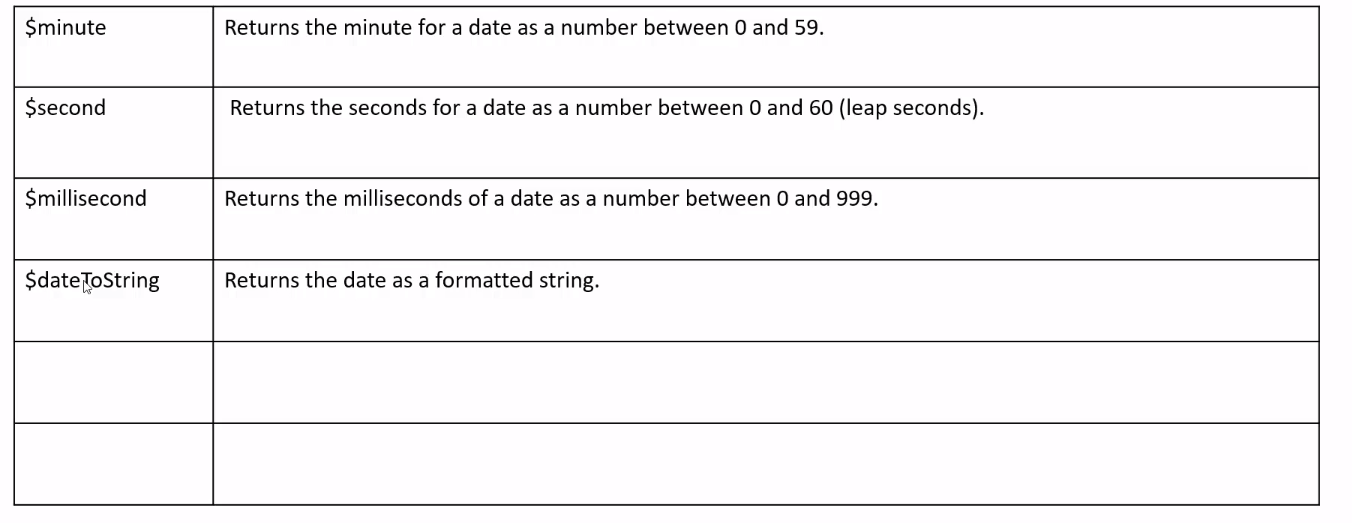 $minute Returns the minute for a date as a number between 0 and 59.
$second Returns the seconds for a date as a number between 0 and 60 (leap seconds).
$millisecond Returns the milliseconds of a date as a number between 0 and 999.
$dateToString Returns the date as a formatted string.